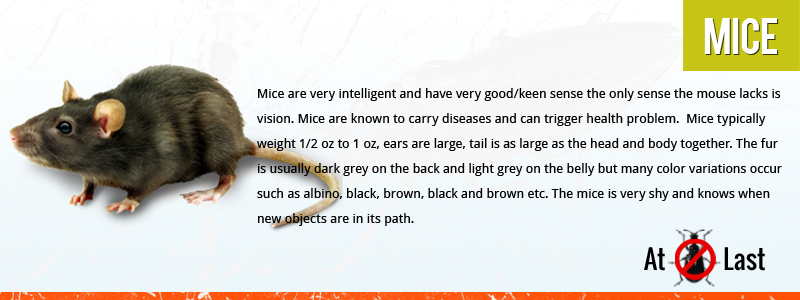 MICE
Mice are very intelligent and have very good/keen sense the only sense the mouse lacks is
vision. Mice are known to carry diseases and can trigger health problem.  Mice typically
weight 1/2 oz to 1 oz, ears are large, tail is as large as the head and body together. The fur
is usually dark grey on the back and light grey on the belly but many color variations occur
such as albino, black, brown, black and brown etc. The mice is very shy and knows when
new objects are in its path.
At Last